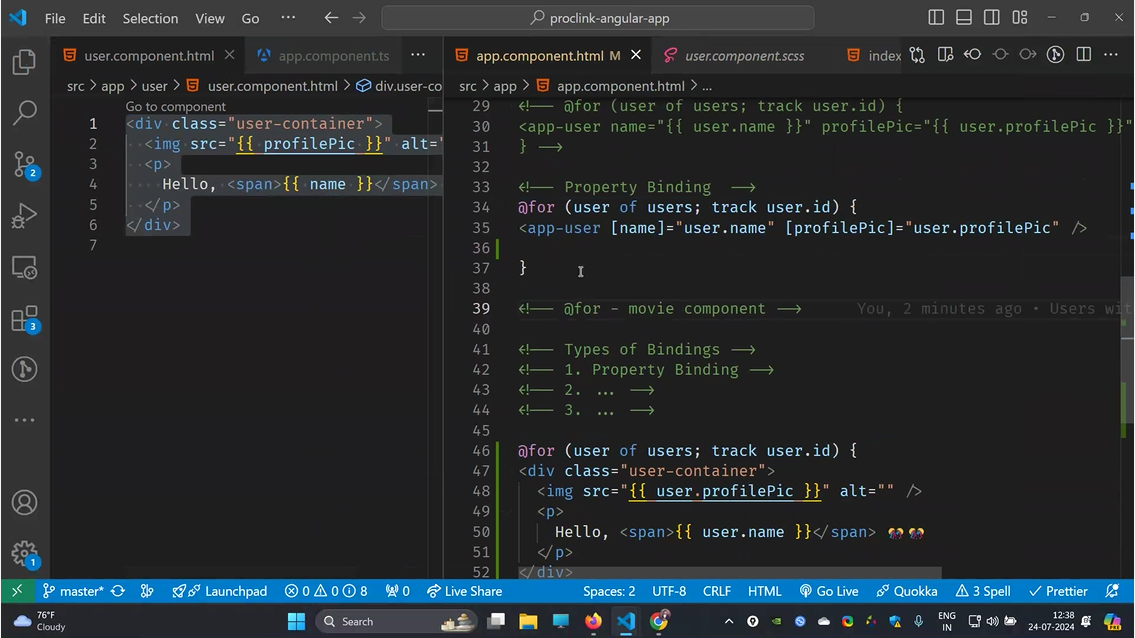 File Edit Selection View Go ··· proclink-angular-app
user.component.html app.component.ts ··· app.component.html M user.component.scss index ···
src > app > user > user.component.html > div.user-co src > app > app.component.html > ...
Go to component
1 <div class="user-container">
2 <img src="{{ profilePic }}" alt="
3 <p>
4 Hello, <span>{{ name }}</span>
5 </p>
6 </div>
7
29 <!-- @for (user of users; track user.id) {
30 <app-user name="{{ user.name }}" profilePic="{{ user.profilePic }}"
31 } -->
32
33 <!-- Property Binding -->
34 @for (user of users; track user.id) {
35 <app-user [name]="user.name" [profilePic]="user.profilePic" />
36
37 }
38
39 <!-- @for - movie component --> You, 2 minutes ago • Users wit
40
41 <!-- Types of Bindings -->
42 <!-- 1. Property Binding -->
43 <!-- 2. ... -->
44 <!-- 3. ... -->
45
46 @for (user of users; track user.id) {
47 <div class="user-container">
48 <img src="{{ user.profilePic }}" alt="" />
49 <p>
50 Hello, <span>{{ user.name }}</span> 🎊🎊
51 </p>
52 </div>
2
3
1
master* Launchpad 0 0 8 0 Live Share Spaces: 2 UTF-8 CRLF HTML Go Live Quokka 3 Spell Prettier
76°F
Cloudy
Search
ENG
IN
12:38
24-07-2024